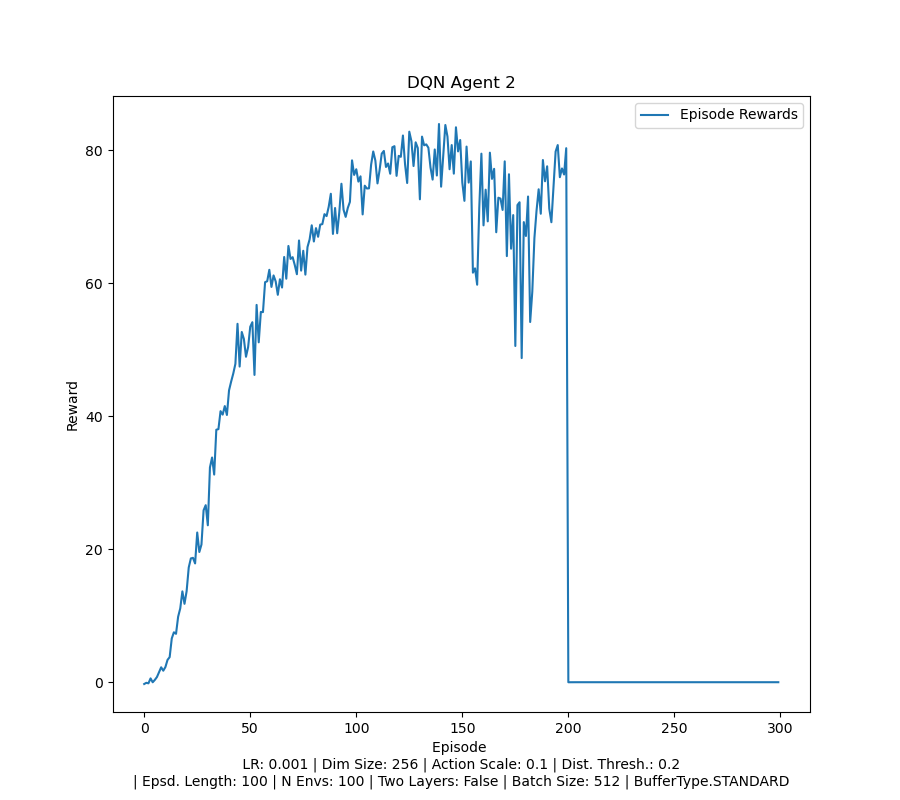 DQN Agent 2
Episode Rewards
80
60
40
20
0
Reward
0 50 100 150 200 250 300
Episode
LR: 0.001 | Dim Size: 256 | Action Scale: 0.1 | Dist. Thresh.: 0.2
| Epsd. Length: 100 | N Envs: 100 | Two Layers: False | Batch Size: 512 | BufferType.STANDARD